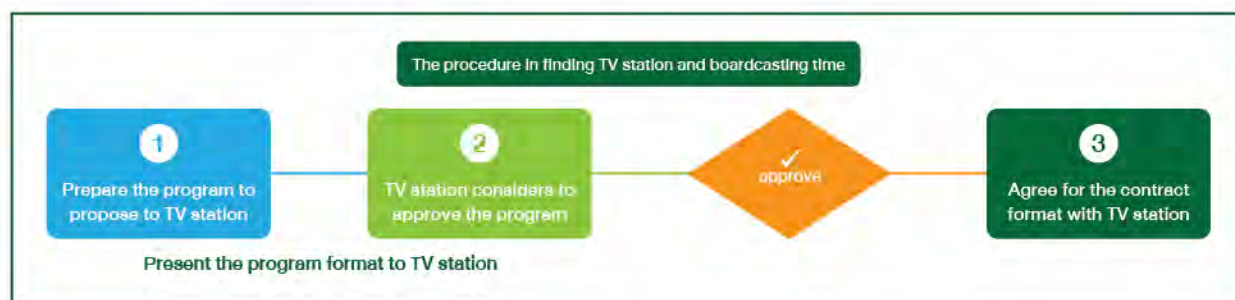 The procedure in finding TV station and boardcasting time
1
Prepare the program to
propose to TV station
2
TV station considers to
approve the program
✓
approve
3
Agree for the contract
format with TV station
Present the program format to TV station